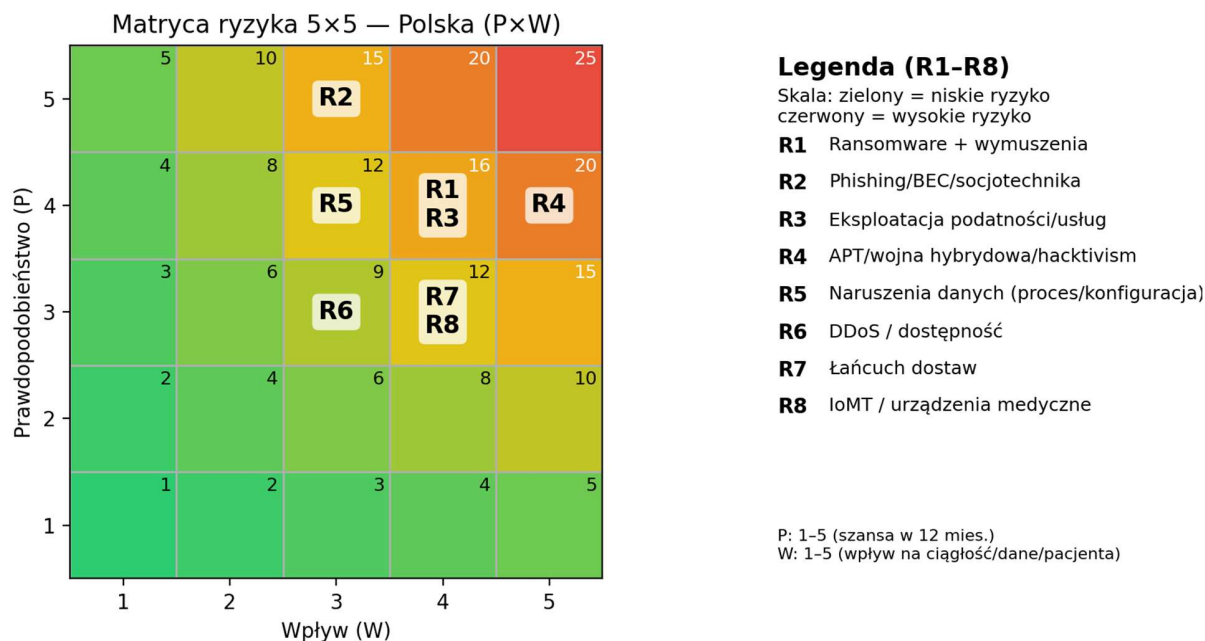 Matryca ryzyka 5×5 — Polska (P×W)
Prawdopodobieństwo (P)
5
5
10
15
20
25
R2
4
4
8
12
16
20
R5
R1
R3
R4
3
3
6
9
12
15
R6
R7
R8
2
2
4
6
8
10
1
1
2
3
4
5
1 2 3 4 5
Wpływ (W)
Legenda (R1–R8)
Skala: zielony = niskie ryzyko
czerwony = wysokie ryzyko
R1 Ransomware + wymuszenia
R2 Phishing/BEC/socjotechnika
R3 Eksploatacja podatności/usług
R4 APT/wojna hybrydowa/hacktivism
R5 Naruszenia danych (proces/konfiguracja)
R6 DDoS / dostępność
R7 Łańcuch dostaw
R8 IoMT / urządzenia medyczne
P: 1–5 (szansa w 12 mies.)
W: 1–5 (wpływ na ciągłość/dane/pacjenta)